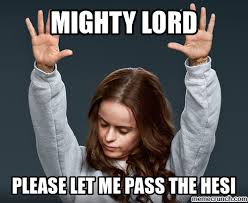 MIGHTY LORD
PLEASE LET ME PASS THE HESI
memecrunch.com